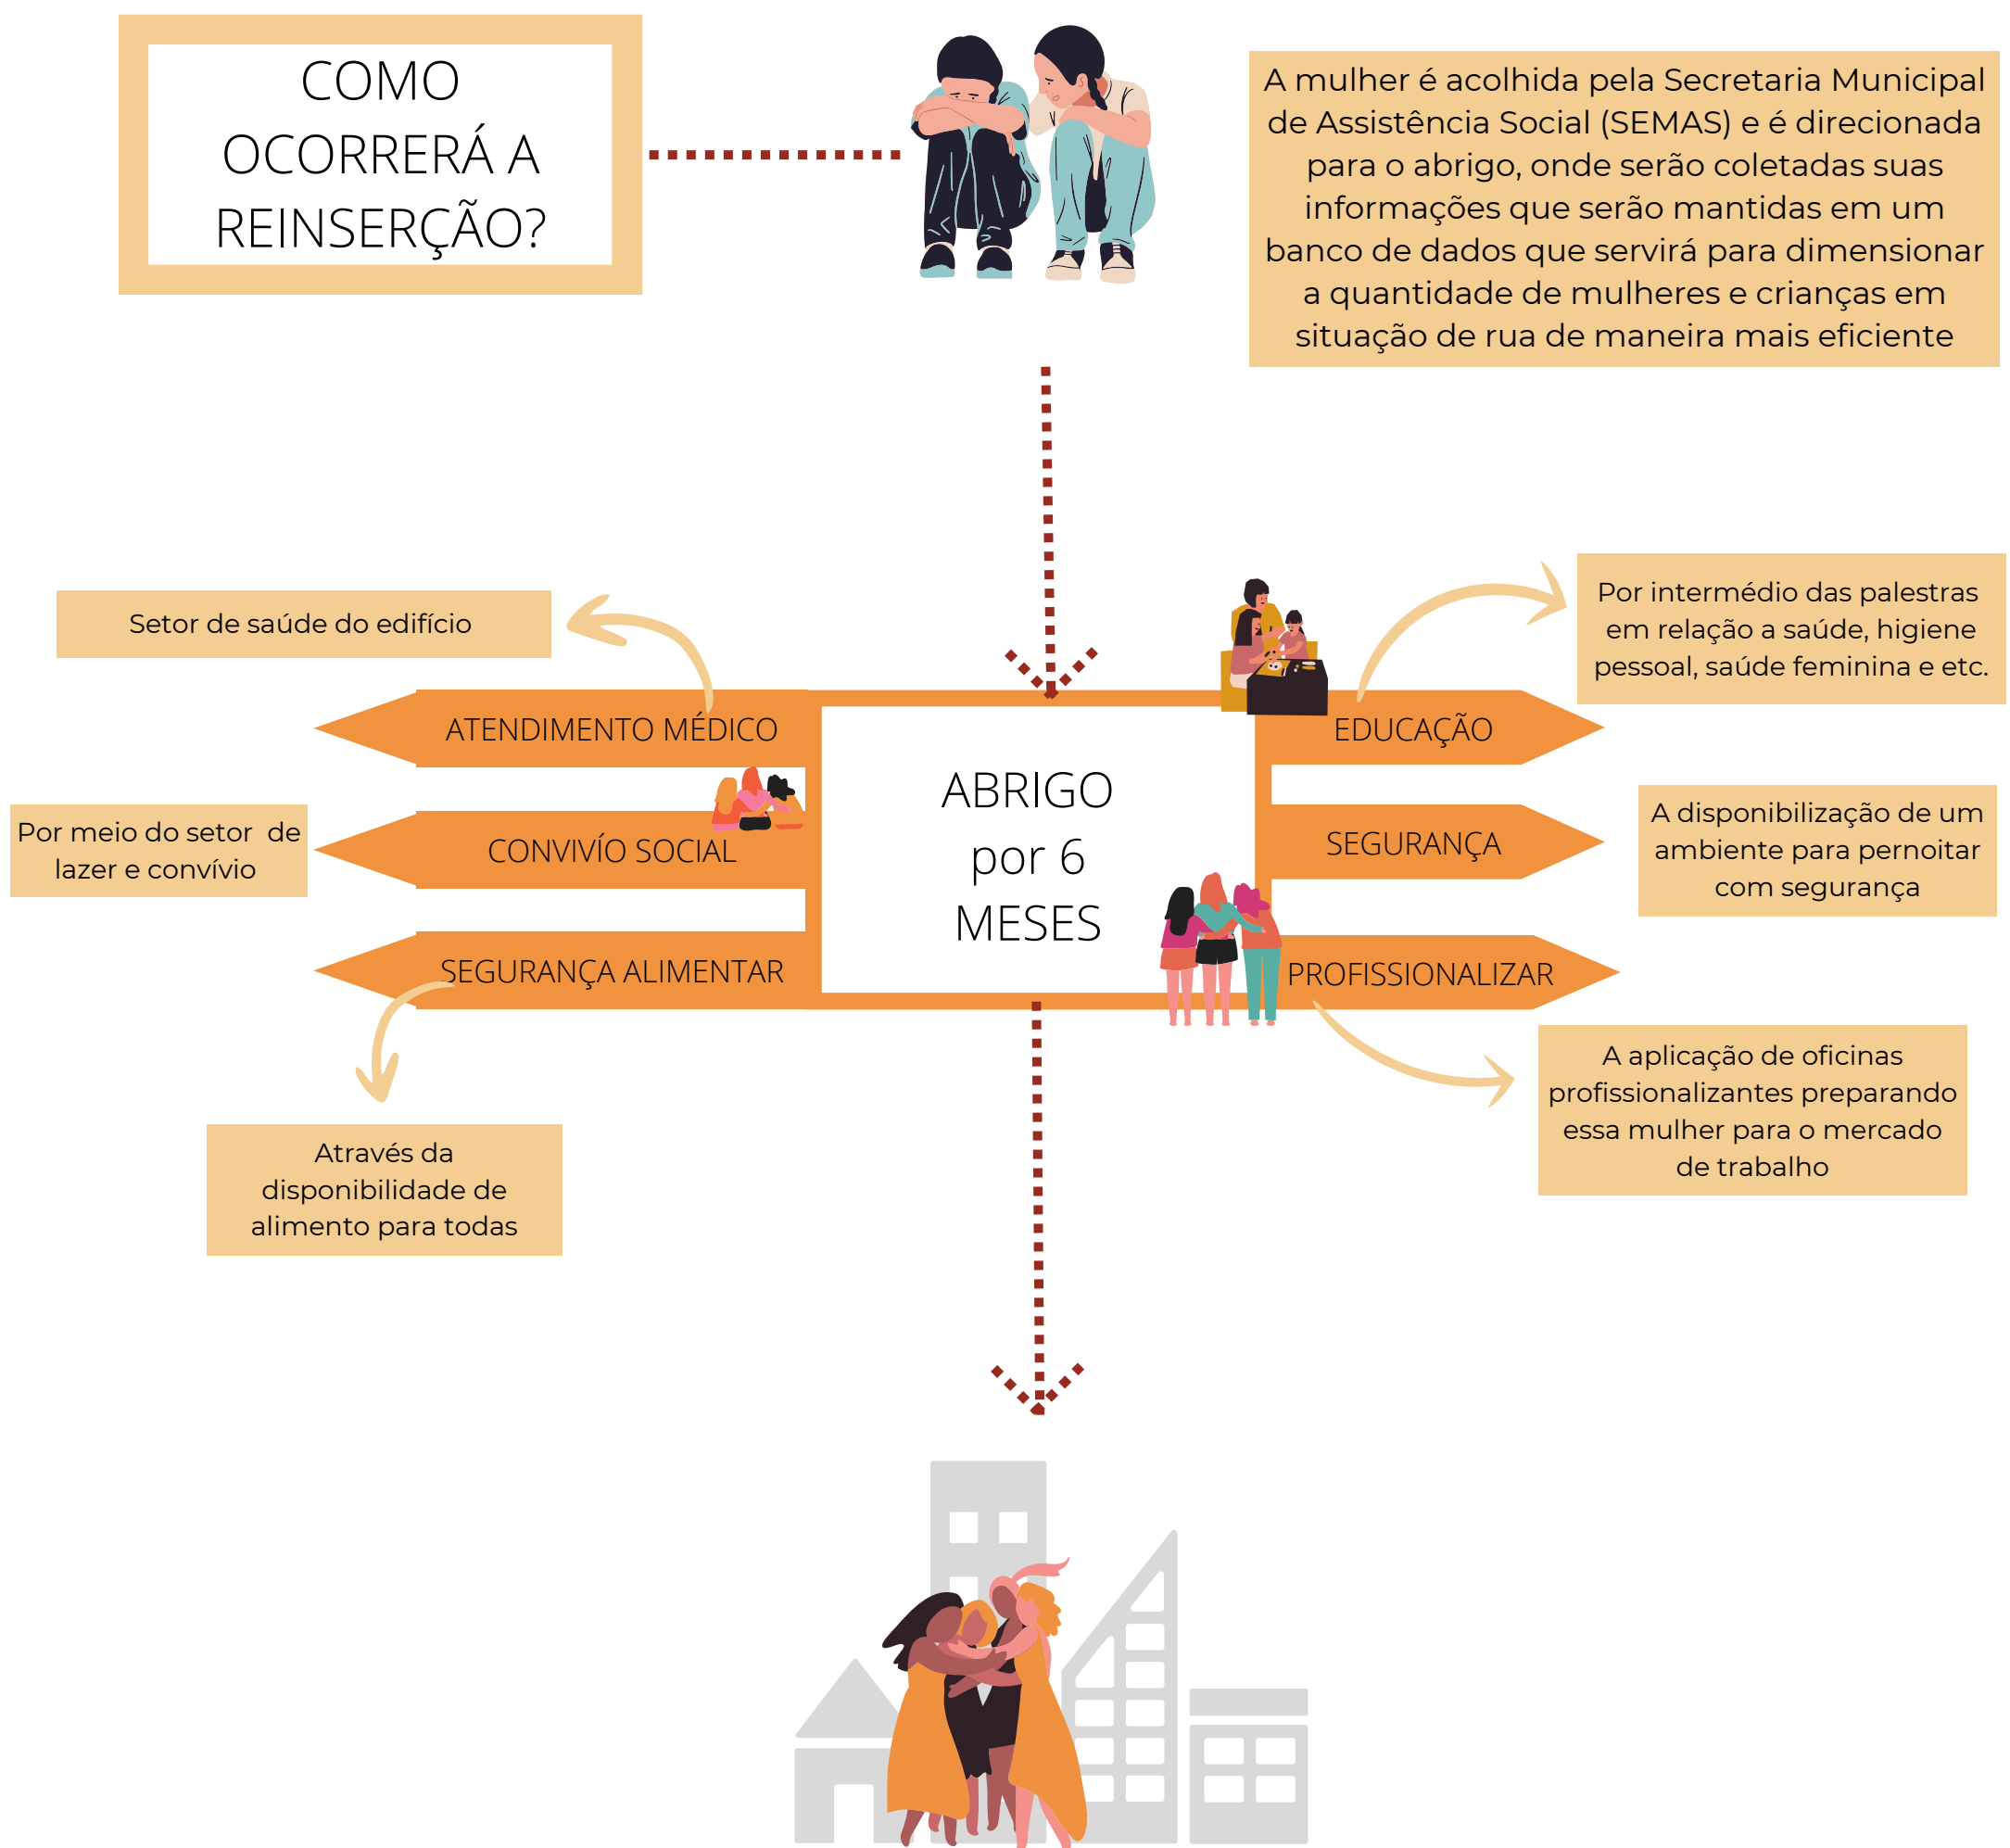 COMO
OCORRERÁ A
REINSERÇÃO?
A mulher é acolhida pela Secretaria Municipal
de Assistência Social (SEMAS) e é direcionada
para o abrigo, onde serão coletadas suas
informações que serão mantidas em um
banco de dados que servirá para dimensionar
a quantidade de mulheres e crianças em
situação de rua de maneira mais eficiente
Setor de saúde do edifício
ATENDIMENTO MÉDICO
Por meio do setor de
lazer e convívio
CONVIVÍO SOCIAL
SEGURANÇA ALIMENTAR
Através da
disponibilidade de
alimento para todas
ABRIGO
por 6
MESES
Por intermédio das palestras
em relação a saúde, higiene
pessoal, saúde feminina e etc.
EDUCAÇÃO
SEGURANÇA
A disponibilização de um
ambiente para pernoitar
com segurança
PROFISSIONALIZAR
A aplicação de oficinas
profissionalizantes preparando
essa mulher para o mercado
de trabalho